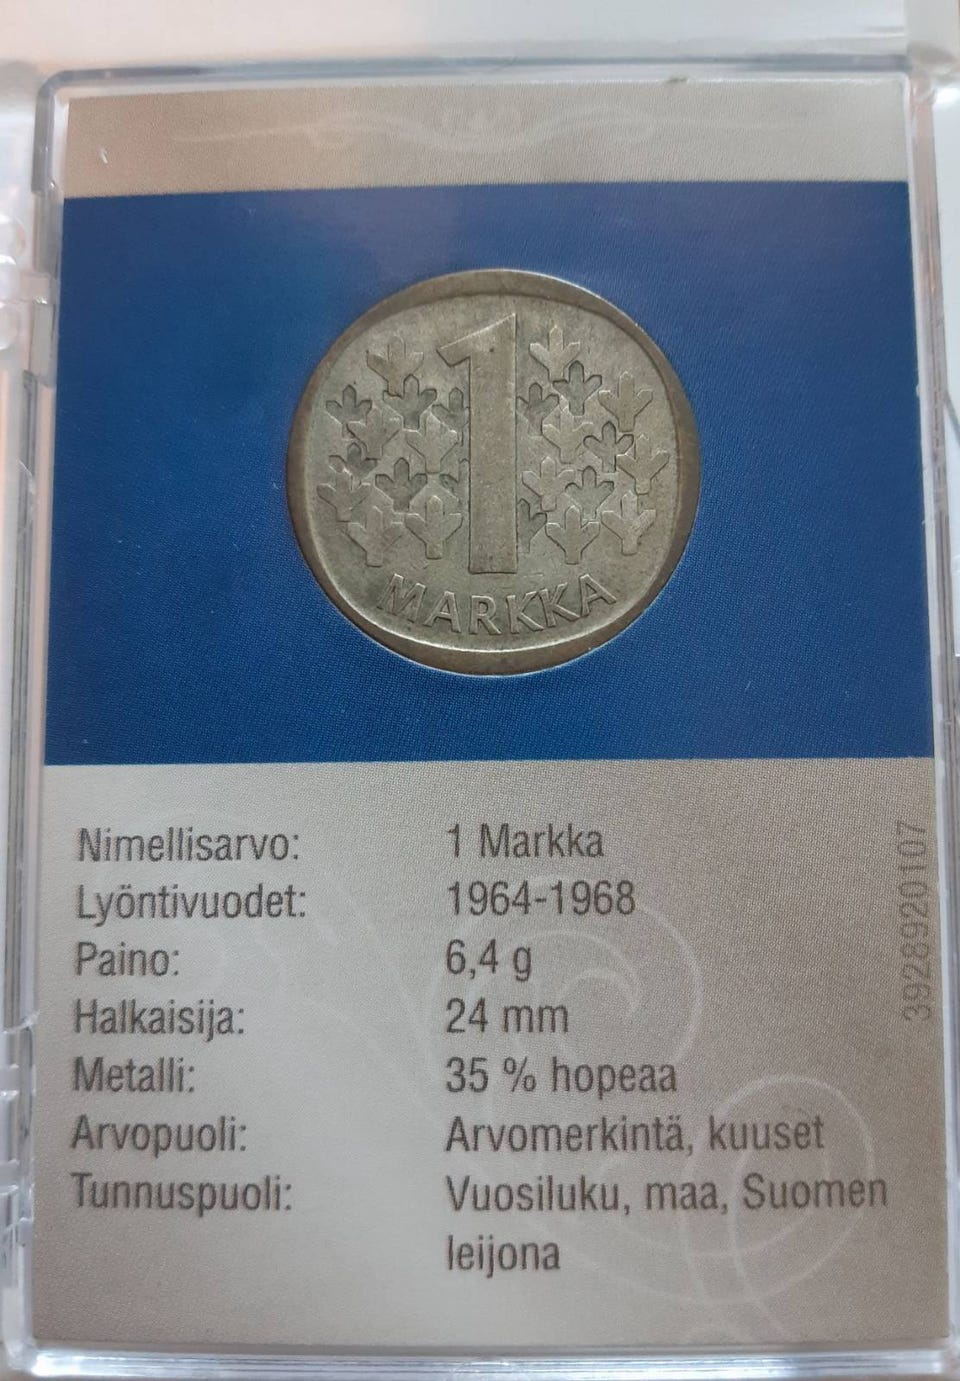 1
MARKKA
Nimellisarvo: 1 Markka
Lyöntivuodet: 1964-1968
Paino: 6,4 g
Halkaisija: 24 mm
Metalli: 35 % hopeaa
Arvopuoli: Arvomerkintä, kuuset
Tunnuspuoli: Vuosiluku, maa, Suomen
leijona
3928920107